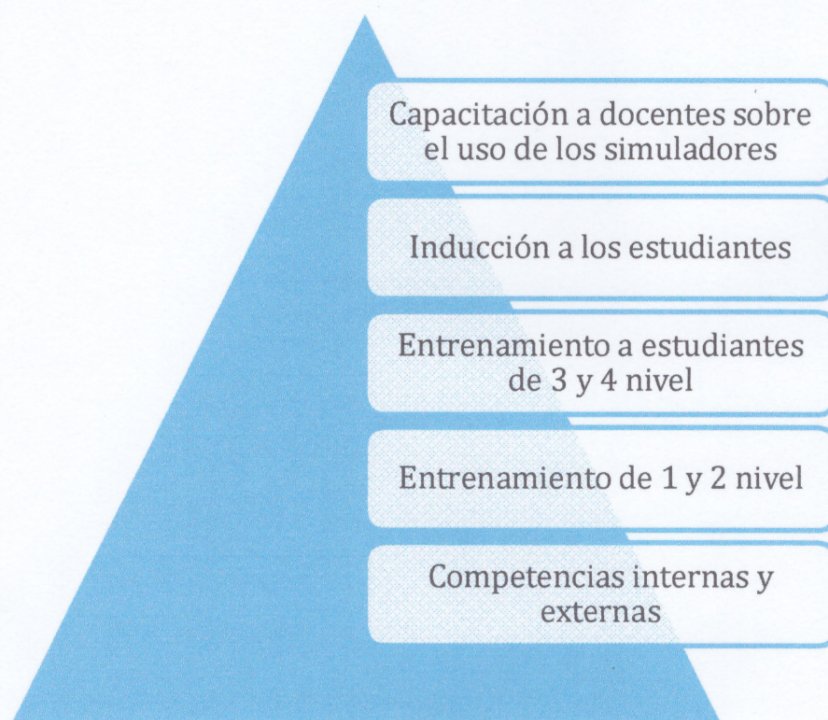 Capacitación a docentes sobre
el uso de los simuladores
Inducción a los estudiantes
Entrenamiento a estudiantes
de 3 y 4 nivel
Entrenamiento de 1 y 2 nivel
Competencias internas y
externas